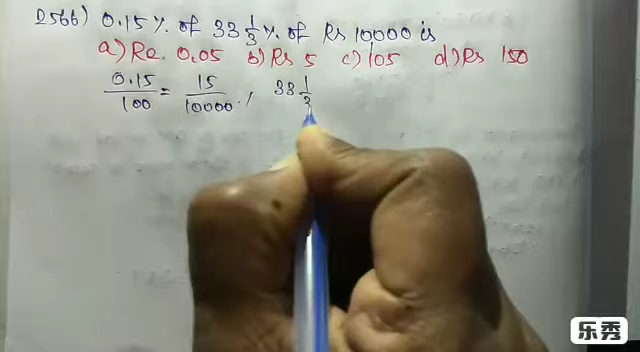 2566) 0.15 % of 33 1/3 % of Rs 10000 is
a) Re. 0.05 b) Rs 5 c) 105 d) Rs 150
0.15/100 = 15/10000 , 33 1/3
乐秀